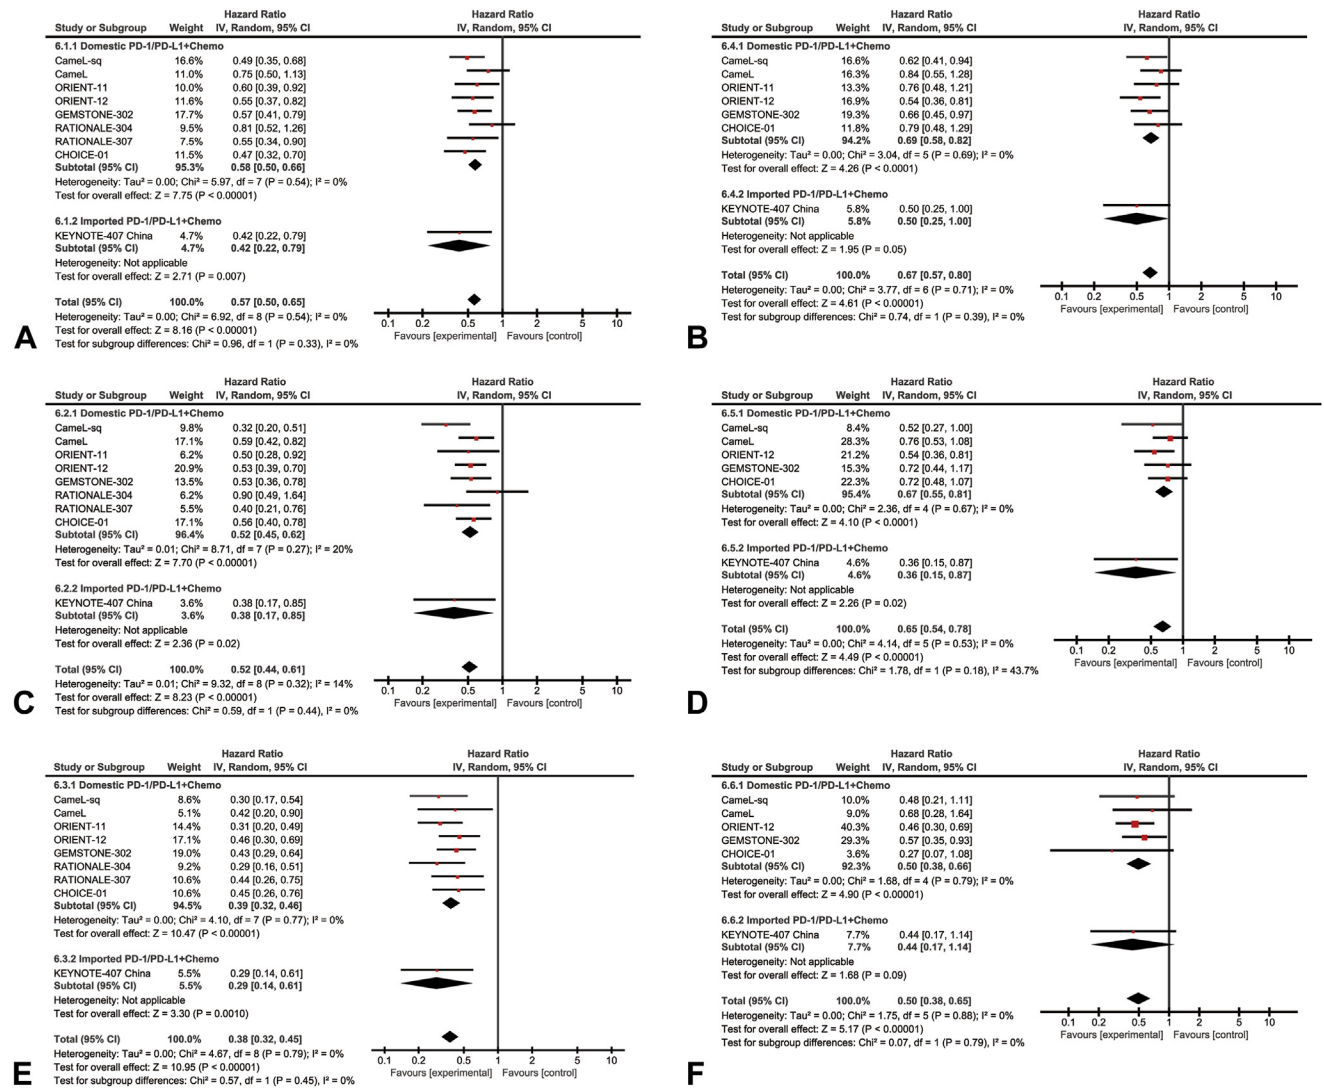 Hazard Ratio Hazard Ratio
Study or Subgroup Weight IV, Random, 95% CI IV, Random, 95% CI
6.1.1 Domestic PD-1/PD-L1+Chemo
CameL-sq 16.6% 0.49 [0.35, 0.68]
CameL 11.0% 0.75 [0.50, 1.13]
ORIENT-11 10.0% 0.60 [0.39, 0.92]
ORIENT-12 11.6% 0.55 [0.37, 0.82]
GEMSTONE-302 17.7% 0.57 [0.41, 0.79]
RATIONALE-304 9.5% 0.81 [0.52, 1.26]
RATIONALE-307 7.5% 0.55 [0.34, 0.90]
CHOICE-01 11.5% 0.47 [0.32, 0.70]
Subtotal (95% CI) 95.3% 0.58 [0.50, 0.66]
Heterogeneity: Tau² = 0.00; Chi² = 5.97, df = 7 (P = 0.54); I² = 0%
Test for overall effect: Z = 7.75 (P < 0.00001)
6.1.2 Imported PD-1/PD-L1+Chemo
KEYNOTE-407 China 4.7% 0.42 [0.22, 0.79]
Subtotal (95% CI) 4.7% 0.42 [0.22, 0.79]
Heterogeneity: Not applicable
Test for overall effect: Z = 2.71 (P = 0.007)
Total (95% CI) 100.0% 0.57 [0.50, 0.65]
Heterogeneity: Tau² = 0.00; Chi² = 6.92, df = 8 (P = 0.54); I² = 0%
Test for overall effect: Z = 8.16 (P < 0.00001)
Test for subgroup differences: Chi² = 0.96, df = 1 (P = 0.33), I² = 0%
0.1 0.2 0.5 1 2 5 10
Favours [experimental] Favours [control]
A
Hazard Ratio Hazard Ratio
Study or Subgroup Weight IV, Random, 95% CI IV, Random, 95% CI
6.4.1 Domestic PD-1/PD-L1+Chemo
CameL-sq 16.6% 0.62 [0.41, 0.94]
CameL 16.3% 0.84 [0.55, 1.28]
ORIENT-11 13.3% 0.76 [0.48, 1.21]
ORIENT-12 16.9% 0.54 [0.36, 0.81]
GEMSTONE-302 19.3% 0.66 [0.45, 0.97]
CHOICE-01 11.8% 0.79 [0.48, 1.29]
Subtotal (95% CI) 94.2% 0.69 [0.58, 0.82]
Heterogeneity: Tau² = 0.00; Chi² = 3.04, df = 5 (P = 0.69); I² = 0%
Test for overall effect: Z = 4.26 (P < 0.0001)
6.4.2 Imported PD-1/PD-L1+Chemo
KEYNOTE-407 China 5.8% 0.50 [0.25, 1.00]
Subtotal (95% CI) 5.8% 0.50 [0.25, 1.00]
Heterogeneity: Not applicable
Test for overall effect: Z = 1.95 (P = 0.05)
Total (95% CI) 100.0% 0.67 [0.57, 0.80]
Heterogeneity: Tau² = 0.00; Chi² = 3.77, df = 6 (P = 0.71); I² = 0%
Test for overall effect: Z = 4.61 (P < 0.00001)
Test for subgroup differences: Chi² = 0.74, df = 1 (P = 0.39), I² = 0%
0.1 0.2 0.5 1 2 5 10
Favours [experimental] Favours [control]
B
Hazard Ratio Hazard Ratio
Study or Subgroup Weight IV, Random, 95% CI IV, Random, 95% CI
6.2.1 Domestic PD-1/PD-L1+Chemo
CameL-sq 9.8% 0.32 [0.20, 0.51]
CameL 17.1% 0.59 [0.42, 0.82]
ORIENT-11 6.2% 0.50 [0.28, 0.92]
ORIENT-12 20.9% 0.53 [0.39, 0.70]
GEMSTONE-302 13.5% 0.53 [0.36, 0.78]
RATIONALE-304 6.2% 0.90 [0.49, 1.64]
RATIONALE-307 5.5% 0.40 [0.21, 0.76]
CHOICE-01 17.1% 0.56 [0.40, 0.78]
Subtotal (95% CI) 96.4% 0.52 [0.45, 0.62]
Heterogeneity: Tau² = 0.01; Chi² = 8.71, df = 7 (P = 0.27); I² = 20%
Test for overall effect: Z = 7.70 (P < 0.00001)
6.2.2 Imported PD-1/PD-L1+Chemo
KEYNOTE-407 China 3.6% 0.38 [0.17, 0.85]
Subtotal (95% CI) 3.6% 0.38 [0.17, 0.85]
Heterogeneity: Not applicable
Test for overall effect: Z = 2.36 (P = 0.02)
Total (95% CI) 100.0% 0.52 [0.44, 0.61]
Heterogeneity: Tau² = 0.01; Chi² = 9.32, df = 8 (P = 0.32); I² = 14%
Test for overall effect: Z = 8.23 (P < 0.00001)
Test for subgroup differences: Chi² = 0.59, df = 1 (P = 0.44), I² = 0%
0.1 0.2 0.5 1 2 5 10
Favours [experimental] Favours [control]
C
Hazard Ratio Hazard Ratio
Study or Subgroup Weight IV, Random, 95% CI IV, Random, 95% CI
6.5.1 Domestic PD-1/PD-L1+Chemo
CameL-sq 8.4% 0.52 [0.27, 1.00]
CameL 28.3% 0.76 [0.53, 1.08]
ORIENT-12 21.2% 0.54 [0.36, 0.81]
GEMSTONE-302 15.3% 0.72 [0.44, 1.17]
CHOICE-01 22.3% 0.72 [0.48, 1.07]
Subtotal (95% CI) 95.4% 0.67 [0.55, 0.81]
Heterogeneity: Tau² = 0.00; Chi² = 2.36, df = 4 (P = 0.67); I² = 0%
Test for overall effect: Z = 4.10 (P < 0.0001)
6.5.2 Imported PD-1/PD-L1+Chemo
KEYNOTE-407 China 4.6% 0.36 [0.15, 0.87]
Subtotal (95% CI) 4.6% 0.36 [0.15, 0.87]
Heterogeneity: Not applicable
Test for overall effect: Z = 2.26 (P = 0.02)
Total (95% CI) 100.0% 0.65 [0.54, 0.78]
Heterogeneity: Tau² = 0.00; Chi² = 4.14, df = 5 (P = 0.53); I² = 0%
Test for overall effect: Z = 4.49 (P < 0.00001)
Test for subgroup differences: Chi² = 1.78, df = 1 (P = 0.18), I² = 43.7%
0.1 0.2 0.5 1 2 5 10
Favours [experimental] Favours [control]
D
Hazard Ratio Hazard Ratio
Study or Subgroup Weight IV, Random, 95% CI IV, Random, 95% CI
6.3.1 Domestic PD-1/PD-L1+Chemo
CameL-sq 8.6% 0.30 [0.17, 0.54]
CameL 5.1% 0.42 [0.20, 0.90]
ORIENT-11 14.4% 0.31 [0.20, 0.49]
ORIENT-12 17.1% 0.46 [0.30, 0.69]
GEMSTONE-302 19.0% 0.43 [0.29, 0.64]
RATIONALE-304 9.2% 0.29 [0.16, 0.51]
RATIONALE-307 10.6% 0.44 [0.26, 0.75]
CHOICE-01 10.6% 0.45 [0.26, 0.76]
Subtotal (95% CI) 94.5% 0.39 [0.32, 0.46]
Heterogeneity: Tau² = 0.00; Chi² = 4.10, df = 7 (P = 0.77); I² = 0%
Test for overall effect: Z = 10.47 (P < 0.00001)
6.3.2 Imported PD-1/PD-L1+Chemo
KEYNOTE-407 China 5.5% 0.29 [0.14, 0.61]
Subtotal (95% CI) 5.5% 0.29 [0.14, 0.61]
Heterogeneity: Not applicable
Test for overall effect: Z = 3.30 (P = 0.0010)
Total (95% CI) 100.0% 0.38 [0.32, 0.45]
Heterogeneity: Tau² = 0.00; Chi² = 4.67, df = 8 (P = 0.79); I² = 0%
Test for overall effect: Z = 10.95 (P < 0.00001)
Test for subgroup differences: Chi² = 0.57, df = 1 (P = 0.45), I² = 0%
0.1 0.2 0.5 1 2 5 10
Favours [experimental] Favours [control]
E
Hazard Ratio Hazard Ratio
Study or Subgroup Weight IV, Random, 95% CI IV, Random, 95% CI
6.6.1 Domestic PD-1/PD-L1+Chemo
CameL-sq 10.0% 0.48 [0.21, 1.11]
CameL 9.0% 0.68 [0.28, 1.64]
ORIENT-12 40.3% 0.46 [0.30, 0.69]
GEMSTONE-302 29.3% 0.57 [0.35, 0.93]
CHOICE-01 3.6% 0.27 [0.07, 1.08]
Subtotal (95% CI) 92.3% 0.50 [0.38, 0.66]
Heterogeneity: Tau² = 0.00; Chi² = 1.68, df = 4 (P = 0.79); I² = 0%
Test for overall effect: Z = 4.90 (P < 0.00001)
6.6.2 Imported PD-1/PD-L1+Chemo
KEYNOTE-407 China 7.7% 0.44 [0.17, 1.14]
Subtotal (95% CI) 7.7% 0.44 [0.17, 1.14]
Heterogeneity: Not applicable
Test for overall effect: Z = 1.68 (P = 0.09)
Total (95% CI) 100.0% 0.50 [0.38, 0.65]
Heterogeneity: Tau² = 0.00; Chi² = 1.75, df = 5 (P = 0.88); I² = 0%
Test for overall effect: Z = 5.17 (P < 0.00001)
Test for subgroup differences: Chi² = 0.07, df = 1 (P = 0.79), I² = 0%
0.1 0.2 0.5 1 2 5 10
Favours [experimental] Favours [control]
F